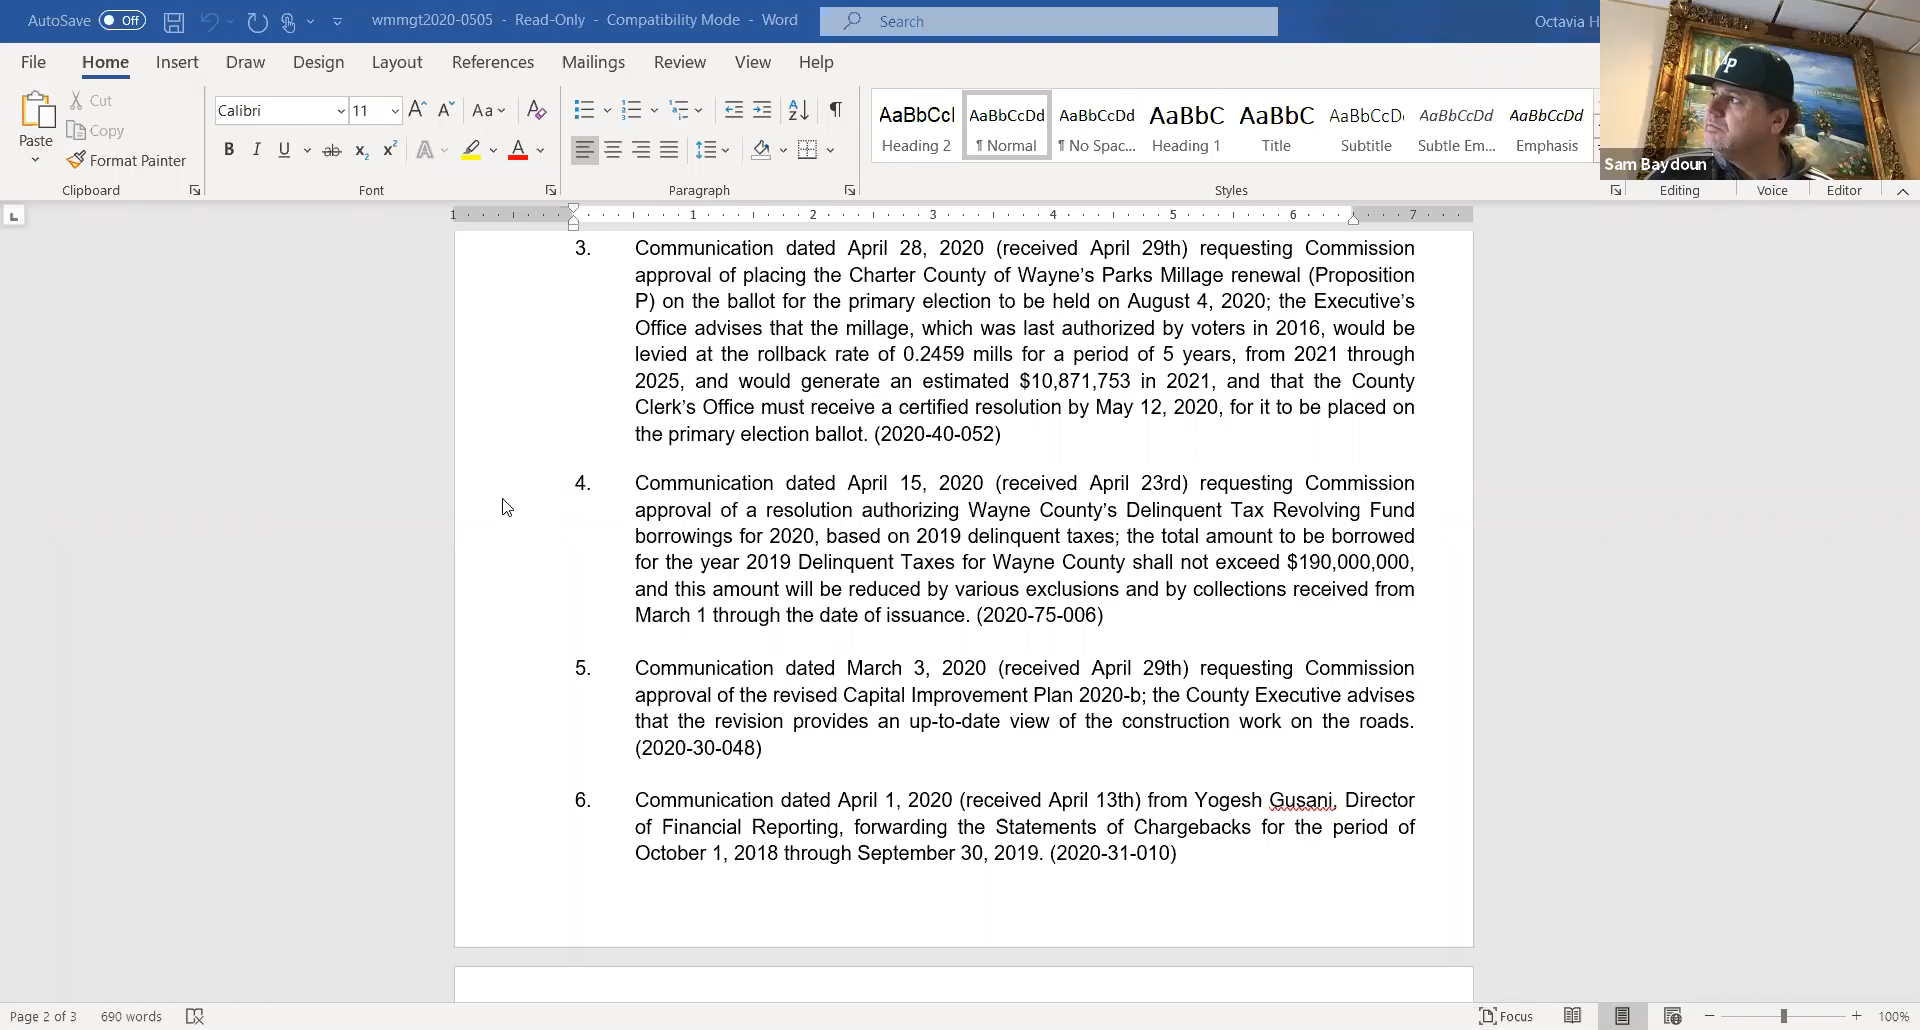 AutoSave Off wmmgt2020-0505 - Read-Only - Compatibility Mode - Word Search Octavia H
File Home Insert Draw Design Layout References Mailings Review View Help
Paste Cut Copy Format Painter
Clipboard
Calibri 11 Aa
B I U ab x2 x2 A A
Font
Paragraph
AaBbCcI AaBbCcDd AaBbCcDd AaBbC AaBbC AaBbCcD AaBbCcDd AaBbCcDd
Heading 2 ¶ Normal ¶ No Spac... Heading 1 Title Subtitle Subtle Em... Emphasis
Styles Editing Voice Editor
P
Sam Baydoun
1 1 2 3 4 5 6 7
3. Communication dated April 28, 2020 (received April 29th) requesting Commission
approval of placing the Charter County of Wayne's Parks Millage renewal (Proposition
P) on the ballot for the primary election to be held on August 4, 2020; the Executive's
Office advises that the millage, which was last authorized by voters in 2016, would be
levied at the rollback rate of 0.2459 mills for a period of 5 years, from 2021 through
2025, and would generate an estimated $10,871,753 in 2021, and that the County
Clerk's Office must receive a certified resolution by May 12, 2020, for it to be placed on
the primary election ballot. (2020-40-052)
4. Communication dated April 15, 2020 (received April 23rd) requesting Commission
approval of a resolution authorizing Wayne County's Delinquent Tax Revolving Fund
borrowings for 2020, based on 2019 delinquent taxes; the total amount to be borrowed
for the year 2019 Delinquent Taxes for Wayne County shall not exceed $190,000,000,
and this amount will be reduced by various exclusions and by collections received from
March 1 through the date of issuance. (2020-75-006)
5. Communication dated March 3, 2020 (received April 29th) requesting Commission
approval of the revised Capital Improvement Plan 2020-b; the County Executive advises
that the revision provides an up-to-date view of the construction work on the roads.
(2020-30-048)
6. Communication dated April 1, 2020 (received April 13th) from Yogesh Gusani, Director
of Financial Reporting, forwarding the Statements of Chargebacks for the period of
October 1, 2018 through September 30, 2019. (2020-31-010)
Page 2 of 3 690 words Focus 100%